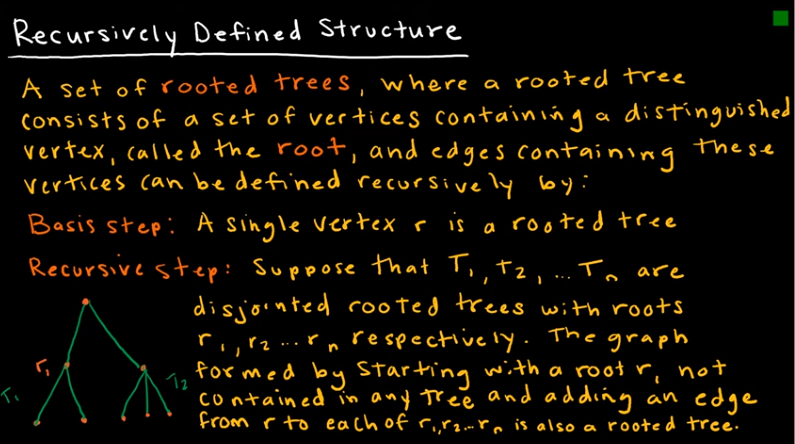 Recursively Defined Structure
A set of rooted trees, where a rooted tree
consists of a set of vertices containing a distinguished
vertex, called the root, and edges containing these
vertices can be defined recursively by:
Basis step: A single vertex r is a rooted tree
Recursive step: Suppose that T₁, T₂, ... Tₙ are
disjointed rooted trees with roots
r₁, r₂ ... rₙ respectively. The graph
formed by starting with a root r, not
contained in any tree and adding an edge
from r to each of r₁, r₂ ... rₙ is also a rooted tree.
r₁
T₁
T₂